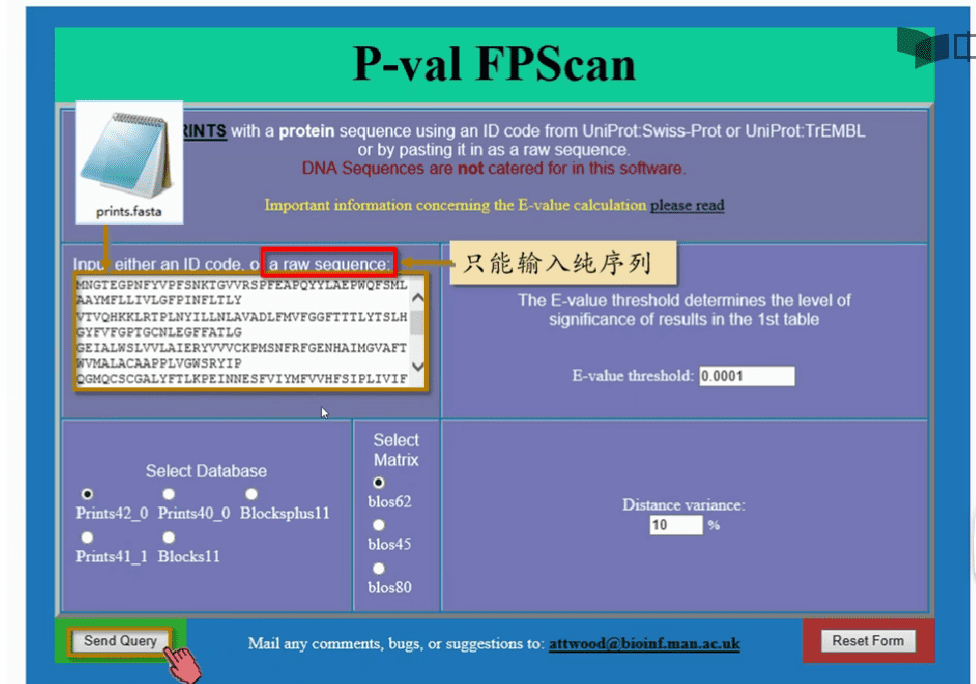 P-val FPScan
RINTS with a protein sequence using an ID code from UniProt:Swiss-Prot or UniProt:TrEMBL
or by pasting it in as a raw sequence.
DNA Sequences are not catered for in this software.
prints.fasta
Important information concerning the E-value calculation please read
Input either an ID code, o a raw sequence:
只能输入纯序列
MNGTEGPNFYVPFSNKTGVVRSPFEAPQYYLAEPWQFSML
AAYMFLLIVLGFPINFLTLY
VTVQHKKLRTPLNYILLNLAVADLFMVFGGFTTTLYTSLH
GYFVFGPTGCNLEGFFATLG
GEIALWSLVVLAIERYVVVCKPMSNFRFGENHAIMGVAFT
WVMALACAAPPLVGWSRYIP
QGMQCSCGALYFTLKPEINNESFVIYMFVVHFSIPLIVIF
The E-value threshold determines the level of
significance of results in the 1st table
E-value threshold: 0.0001
Select Database
Prints42_0 Prints40_0 Blocksplus11
Prints41_1 Blocks11
Select
Matrix
blos62
blos45
blos80
Distance variance:
10 %
Send Query
Mail any comments, bugs, or suggestions to: attwood@bioinf.man.ac.uk
Reset Form